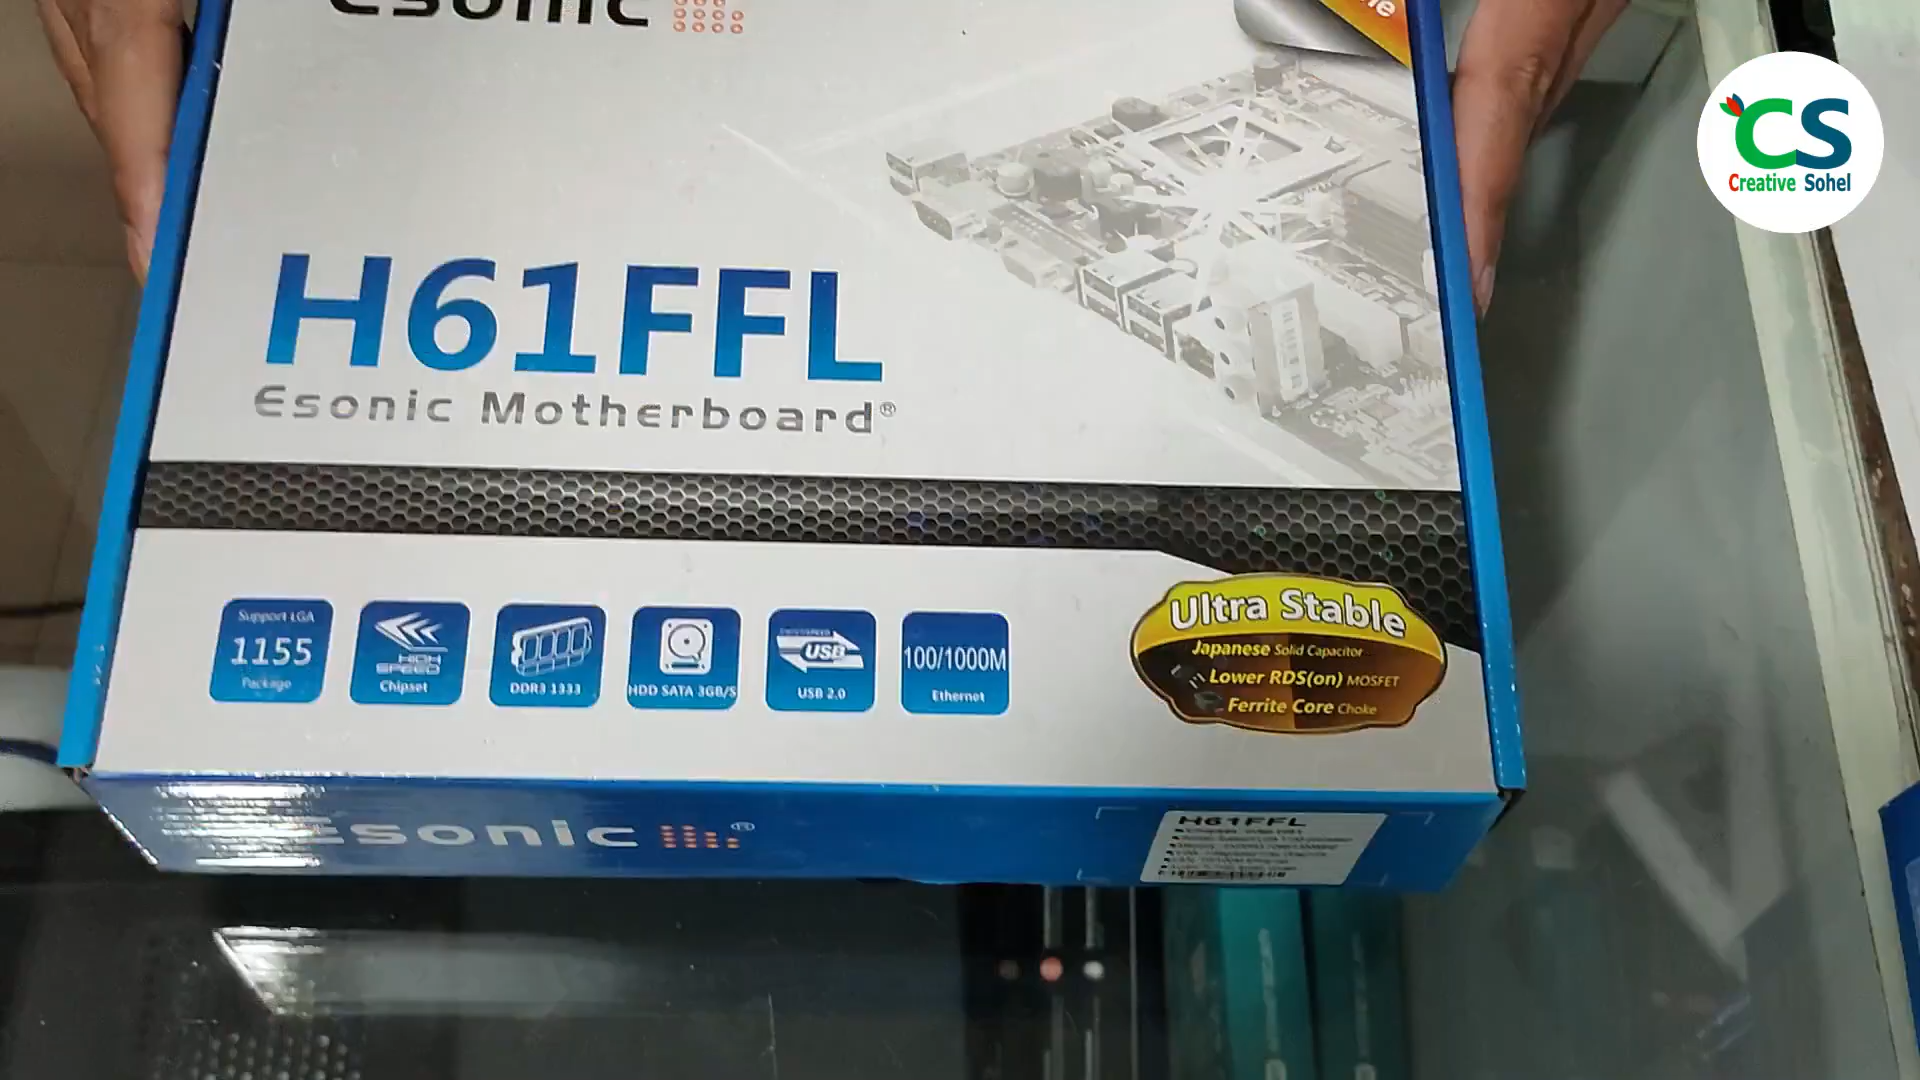 Esonic
CS
Creative Sohel
H61FFL
Esonic Motherboard®
Support LGA
1155
Package
HIGH
SPEED
Chipset
DDR3 1333
HDD SATA 3GB/S
USB
USB 2.0
100/1000M
Ethernet
Ultra Stable
Japanese Solid Capacitor
Lower RDS(on) MOSFET
Ferrite Core Choke
Esonic ®
H61FFL